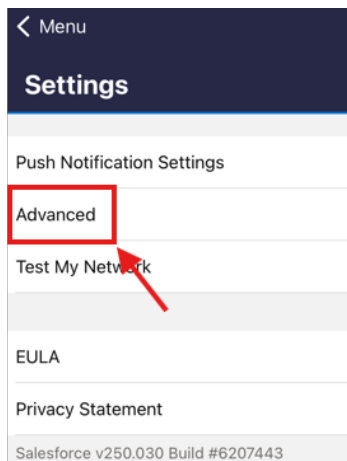 Menu
Settings
Push Notification Settings
Advanced
Test My Network
EULA
Privacy Statement
Salesforce v250.030 Build #6207443